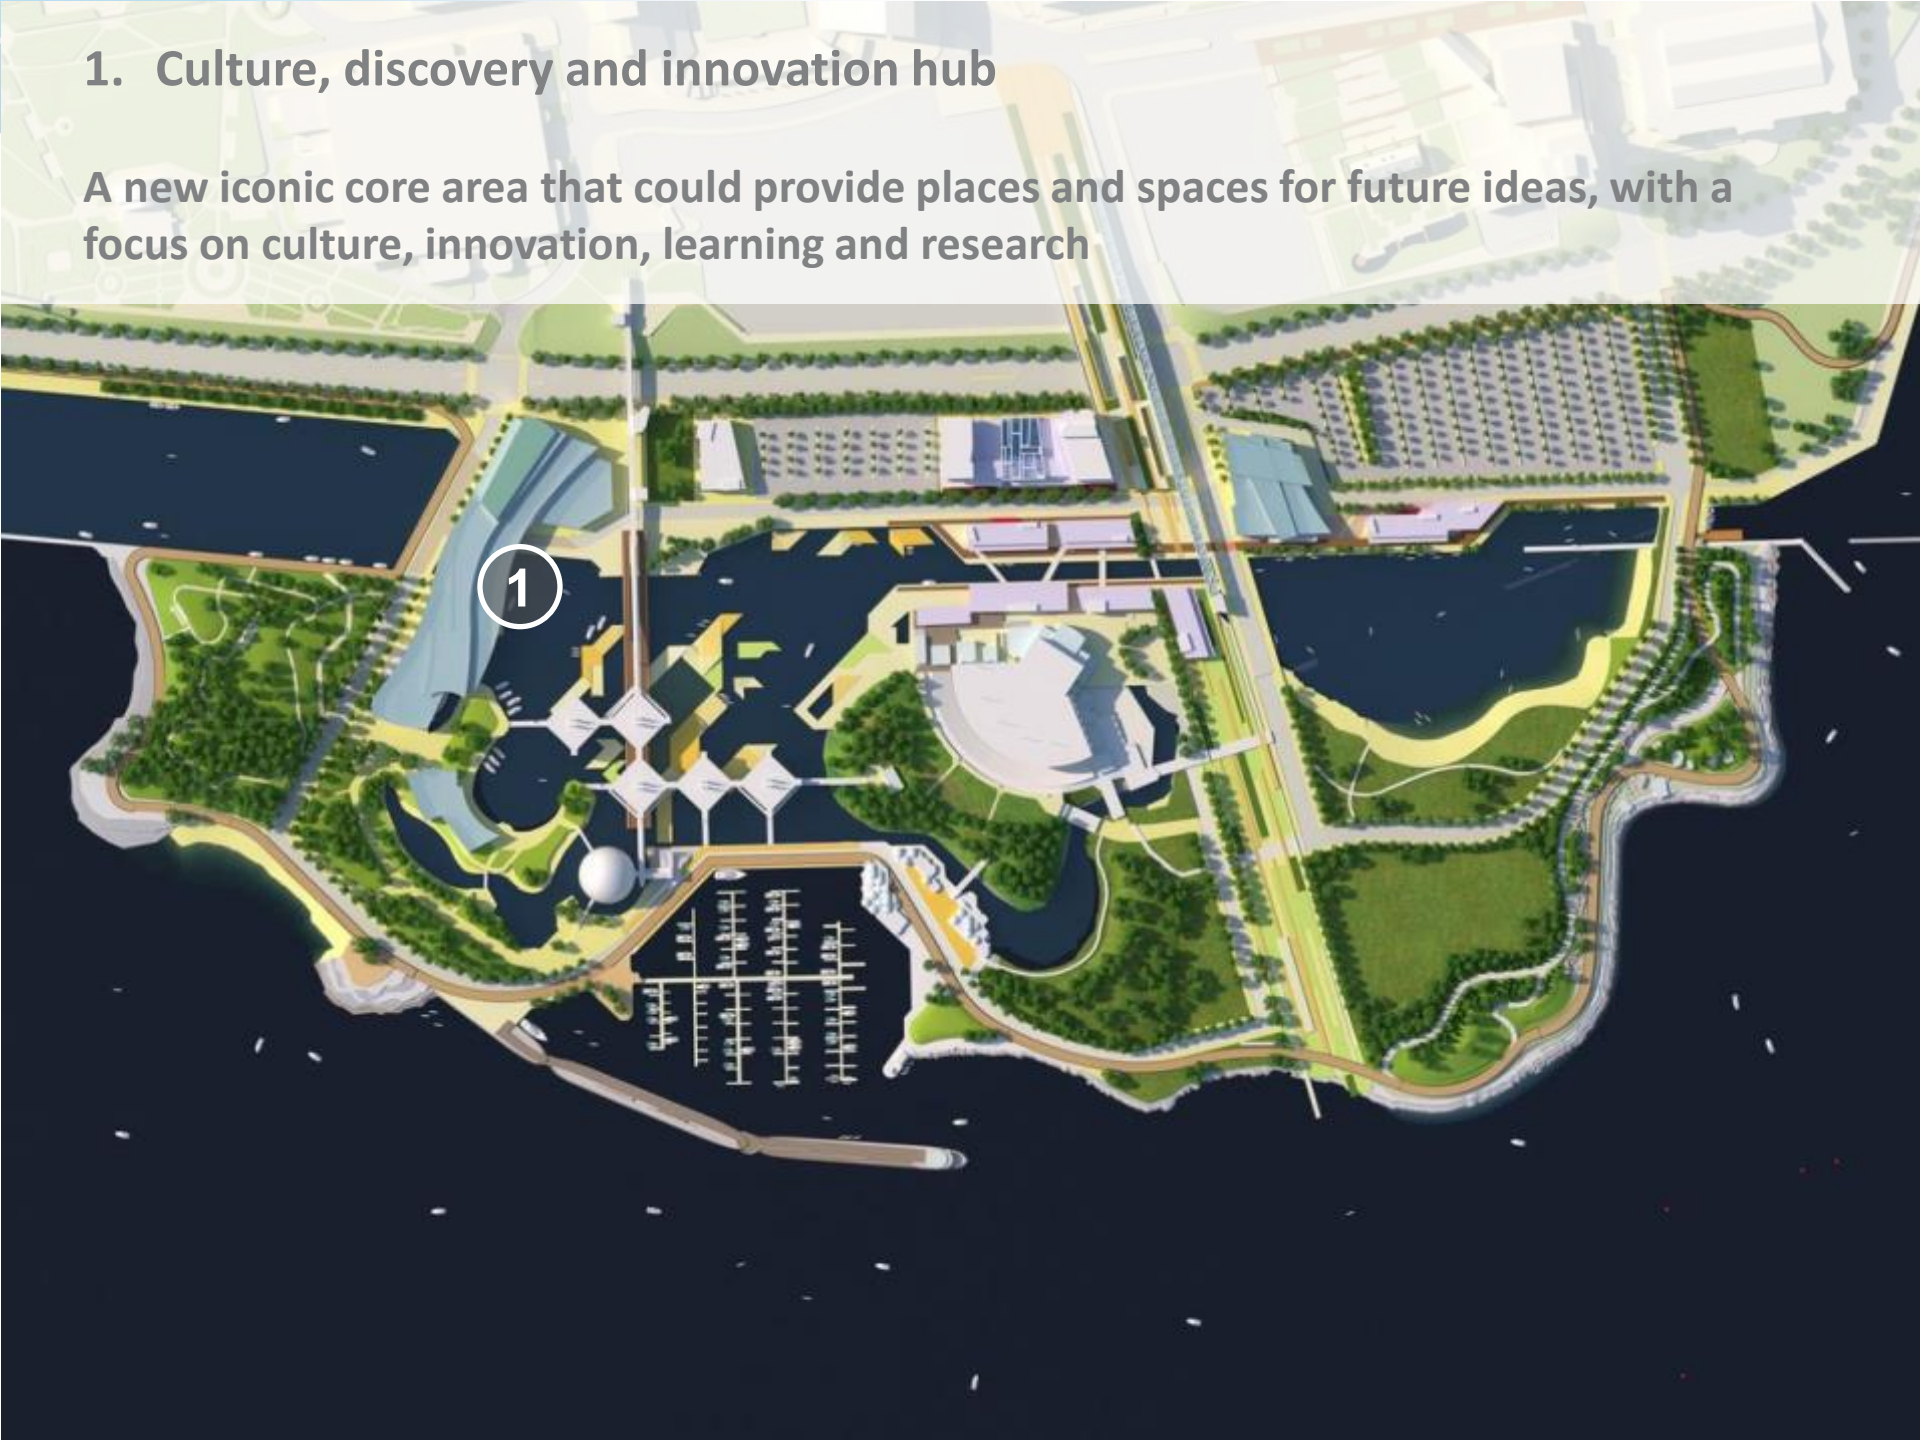 1. Culture, discovery and innovation hub
A new iconic core area that could provide places and spaces for future ideas, with a
focus on culture, innovation, learning and research
1